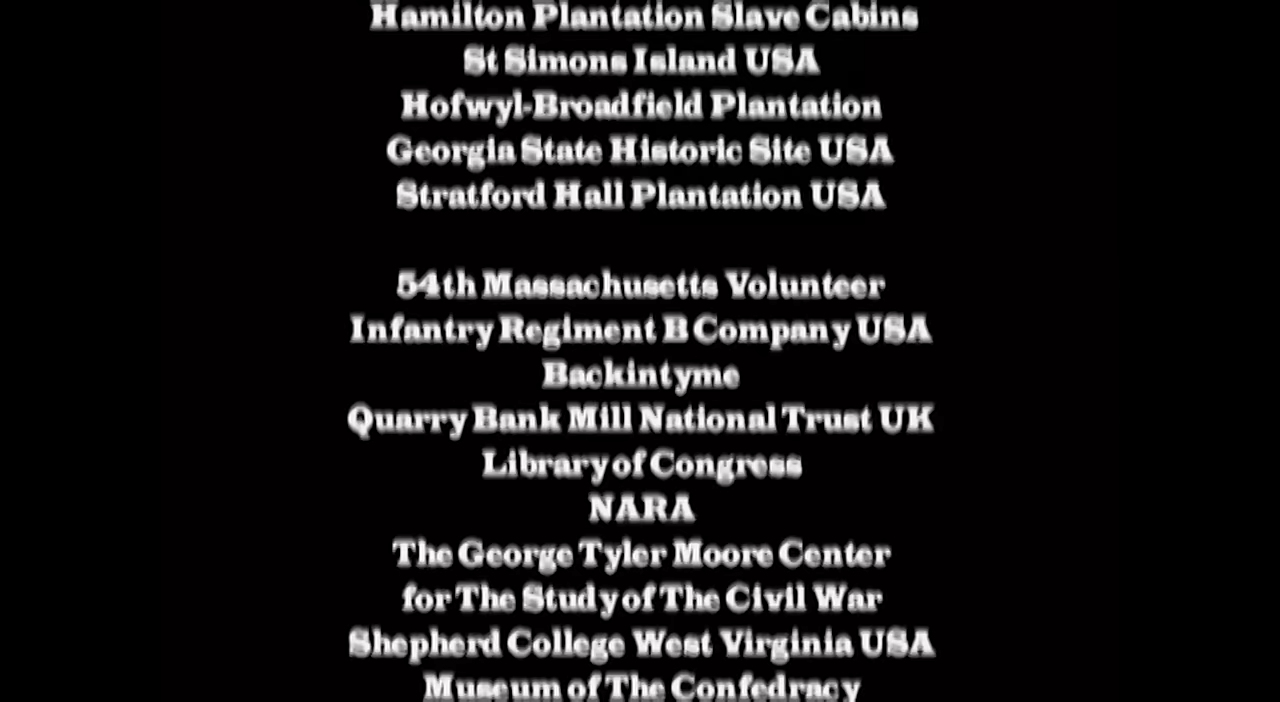 Hamilton Plantation Slave Cabins
St Simons Island USA
Hofwyl-Broadfield Plantation
Georgia State Historic Site USA
Stratford Hall Plantation USA
54th Massachusetts Volunteer
Infantry Regiment B Company USA
Backintyme
Quarry Bank Mill National Trust UK
Library of Congress
NARA
The George Tyler Moore Center
for The Study of The Civil War
Shepherd College West Virginia USA
Museum of The Confedracy